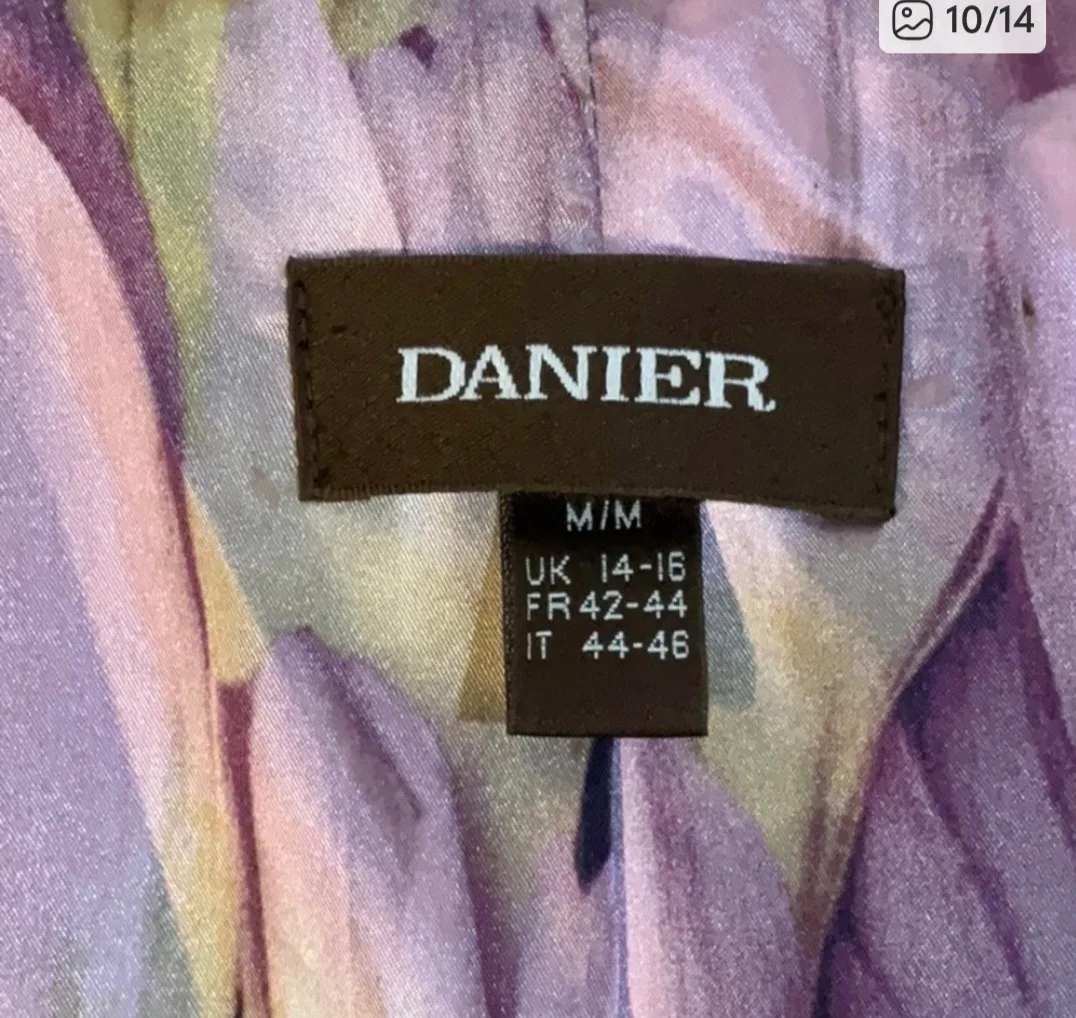 10/14
DANIER
M/M
UK 14-16
FR 42-44
IT 44-46